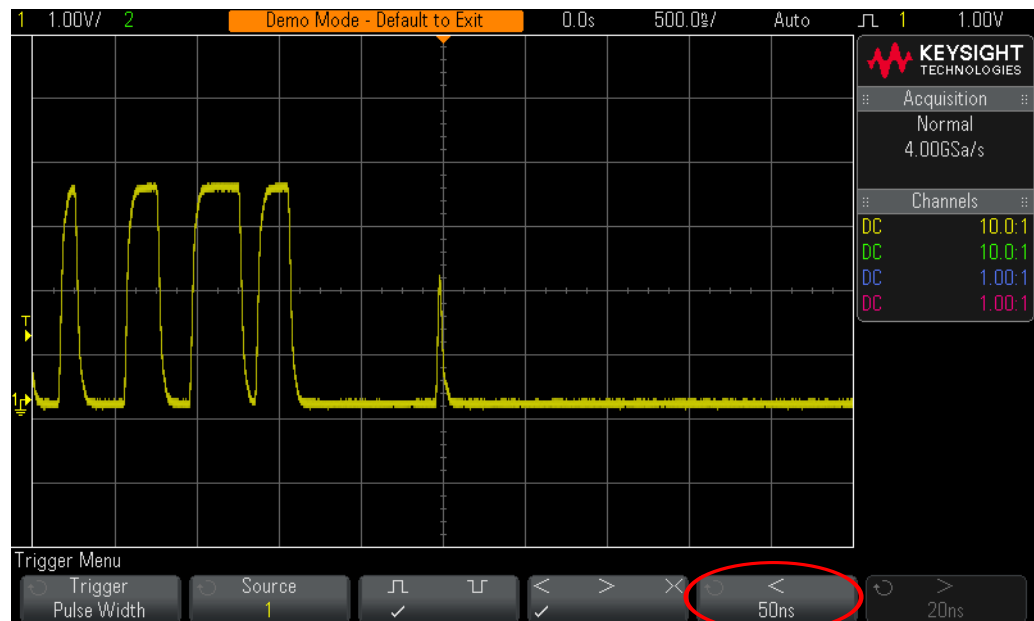 1 1.00V/ 2 Demo Mode - Default to Exit 0.0s 500.0ns/ Auto 1 1.00V
KEYSIGHT
TECHNOLOGIES
Acquisition
Normal
4.00GSa/s
Channels
DC 10.0:1
DC 10.0:1
DC 1.00:1
DC 1.00:1
T
1
Trigger Menu
Trigger Source < > >< < >
Pulse Width 1 ✓ ✓ 50ns 20ns